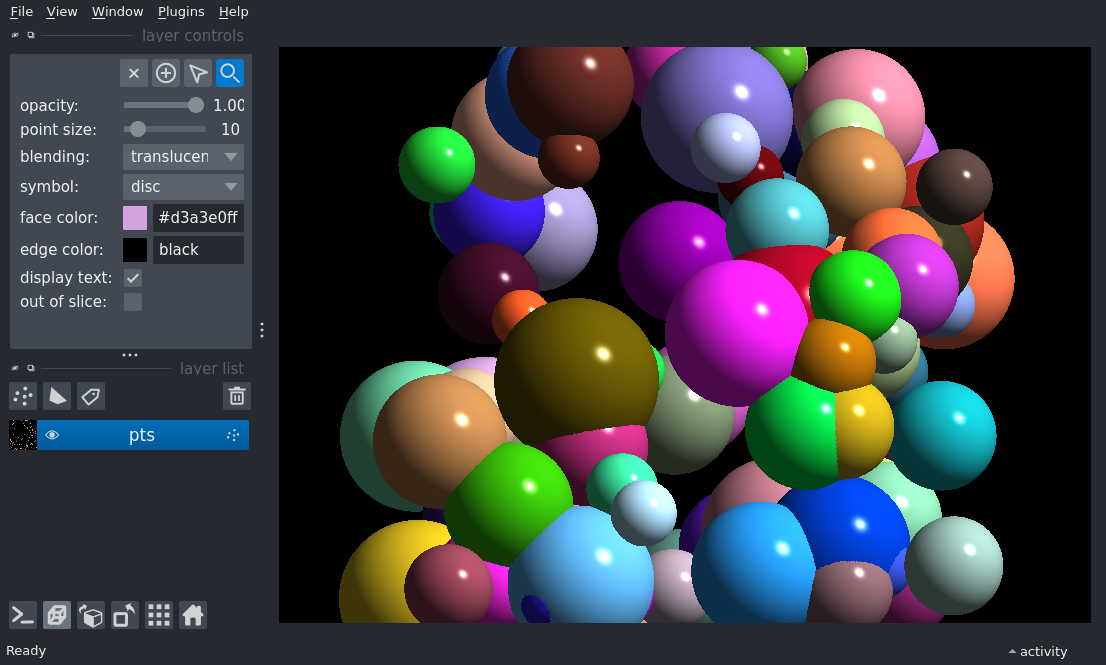 File View Window Plugins Help
layer controls
opacity: 1.00
point size: 10
blending: translucen
symbol: disc
face color: #d3a3e0ff
edge color: black
display text:
out of slice:
layer list
pts
Ready
activity